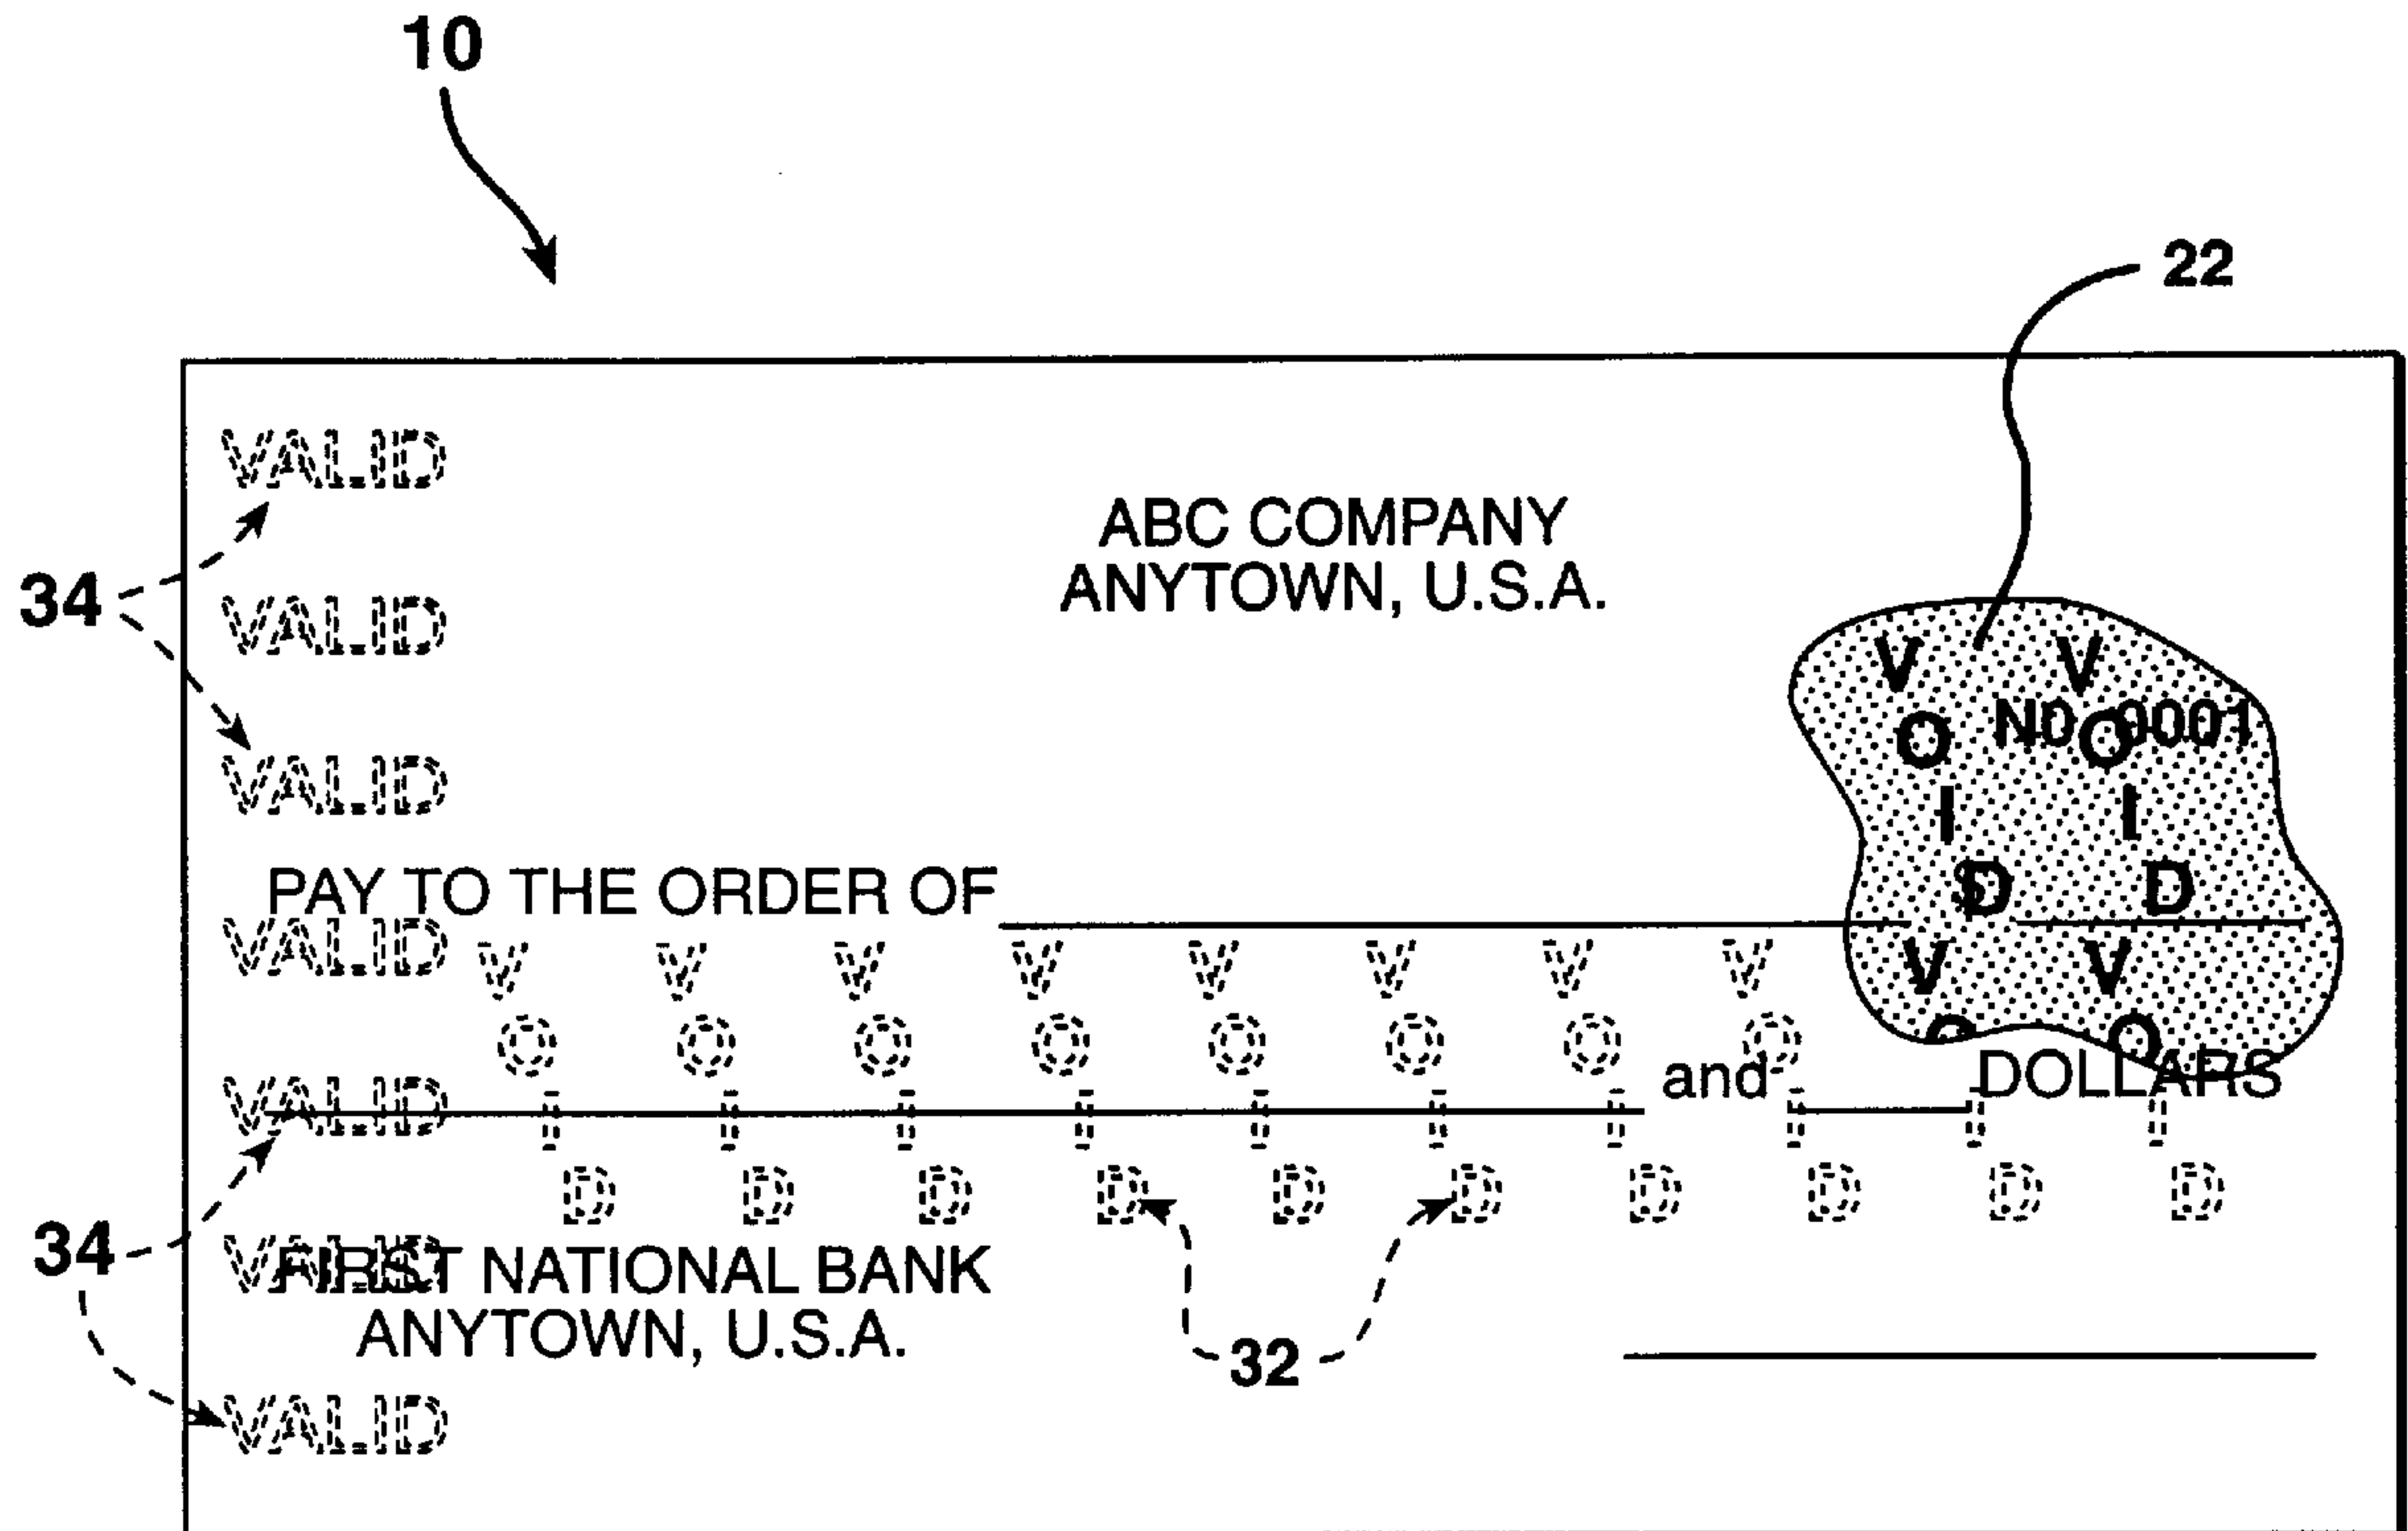 10
22
VALID
ABC COMPANY
34
VALID
ANYTOWN, U.S.A.
V V
O NO. 0001 O
VALID
I I
PAY TO THE ORDER OF $ D D
VALID V V V V V V V V V V
O O O O O O O O O O
VALID and DOLLARS
I I I I I I I I I I
D D D D D D D D D D
34
VALID
FIRST NATIONAL BANK
ANYTOWN, U.S.A.
32
VALID